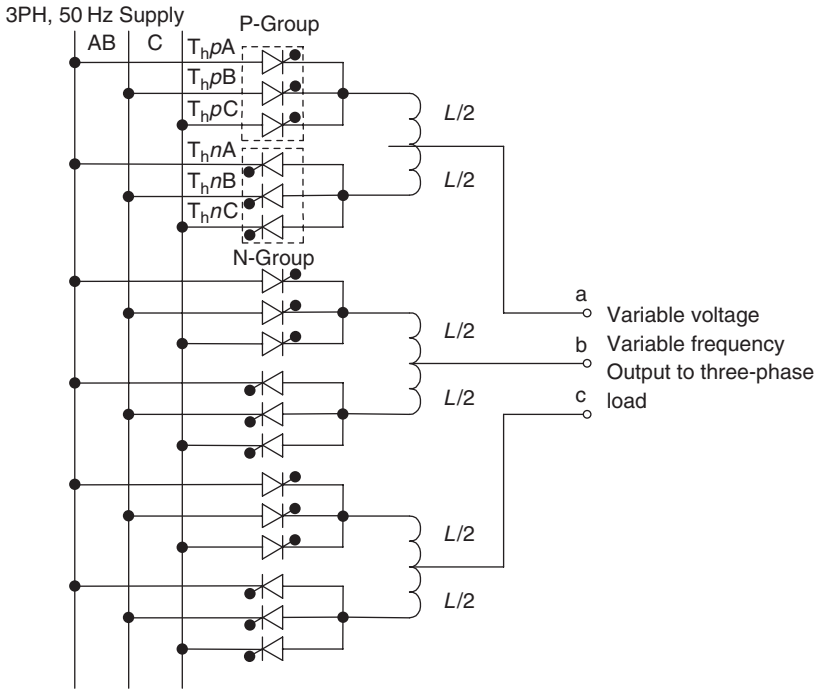 3PH, 50 Hz Supply
P-Group
AB C
ThpA
ThpB
ThpC
L/2
ThnA
L/2
ThnB
ThnC
N-Group
a
L/2
Variable voltage
b
Variable frequency
Output to three-phase
L/2
c
load
L/2
L/2